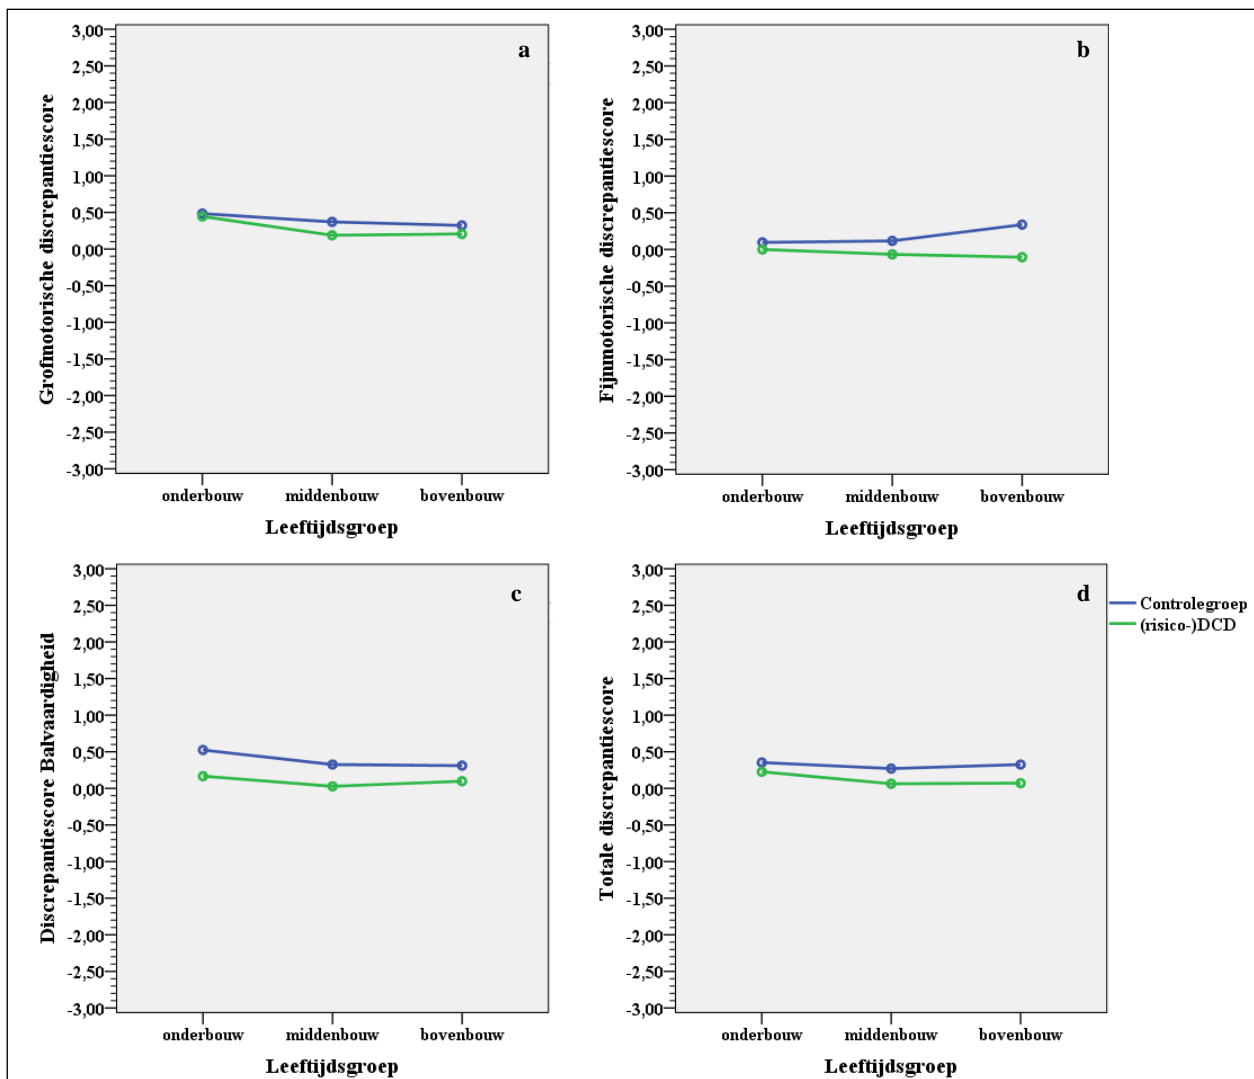 a
Grofmotorische discrepantiescore
3,00
2,50
2,00
1,50
1,00
0,50
0,00
-0,50
-1,00
-1,50
-2,00
-2,50
-3,00
onderbouw middenbouw bovenbouw
Leeftijdsgroep
b
Fijnmotorische discrepantiescore
3,00
2,50
2,00
1,50
1,00
0,50
0,00
-0,50
-1,00
-1,50
-2,00
-2,50
-3,00
onderbouw middenbouw bovenbouw
Leeftijdsgroep
c
Discrepantiescore Balvaardigheid
3,00
2,50
2,00
1,50
1,00
0,50
0,00
-0,50
-1,00
-1,50
-2,00
-2,50
-3,00
onderbouw middenbouw bovenbouw
Leeftijdsgroep
d
Totale discrepantiescore
3,00
2,50
2,00
1,50
1,00
0,50
0,00
-0,50
-1,00
-1,50
-2,00
-2,50
-3,00
onderbouw middenbouw bovenbouw
Leeftijdsgroep
Controlegroep
(risico-)DCD